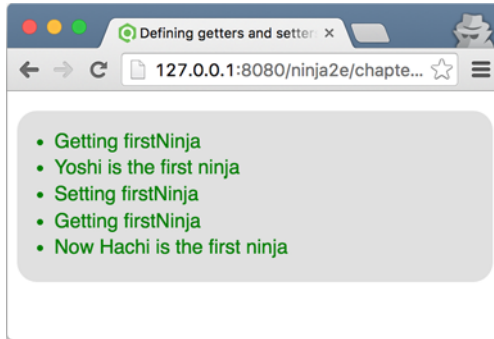 Defining getters and setter
127.0.0.1:8080/ninja2e/chapte...
Getting firstNinja
Yoshi is the first ninja
Setting firstNinja
Getting firstNinja
Now Hachi is the first ninja